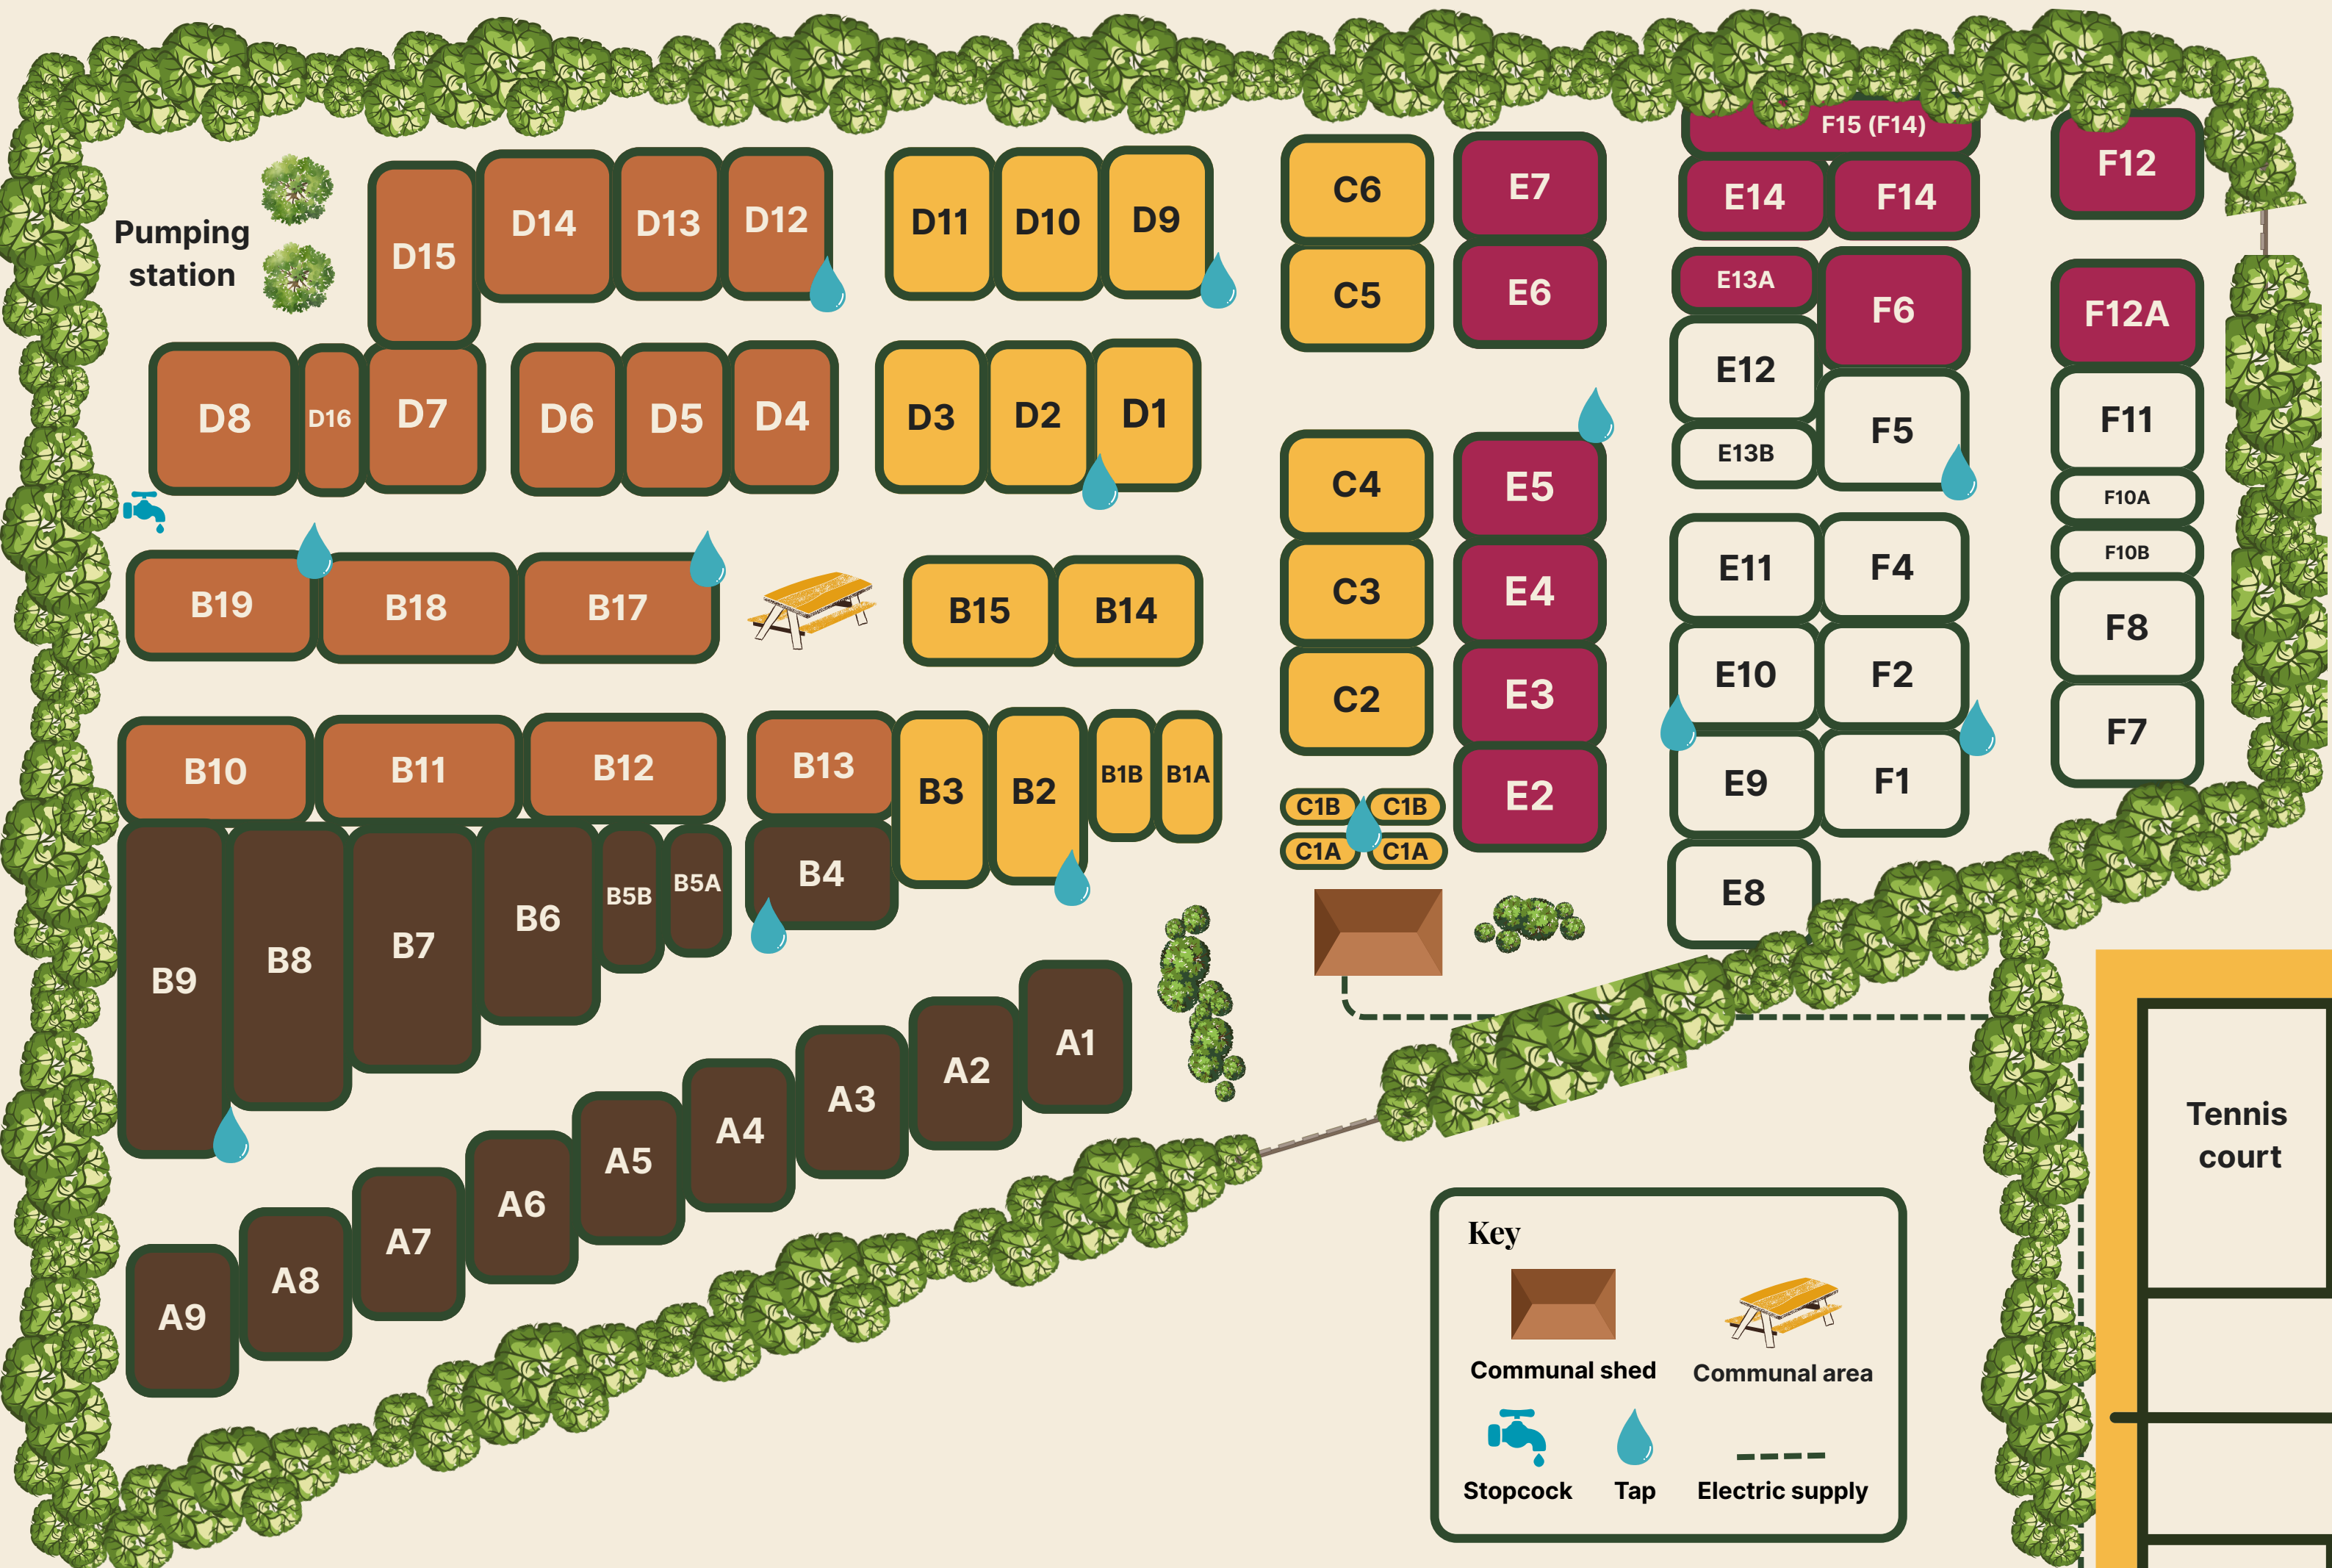 F15 (F14)
C6
E7
E14
F14
F12
Pumping
station
D15
D14
D13
D12
D11
D10
D9
C5
E6
E13A
F6
F12A
D8
D16
D7
D6
D5
D4
D3
D2
D1
E12
F5
F11
E13B
C4
E5
F10A
F10B
B19
B18
B17
B15
B14
C3
E4
E11
F4
F8
C2
E3
E10
F2
F7
B10
B11
B12
B13
B3
B2
B1B
B1A
C1B
C1B
C1A
C1A
E2
E9
F1
B9
B8
B7
B6
B5B
B5A
B4
E8
A9
A8
A7
A6
A5
A4
A3
A2
A1
Tennis
court
Key
Communal shed
Communal area
Stopcock
Tap
Electric supply